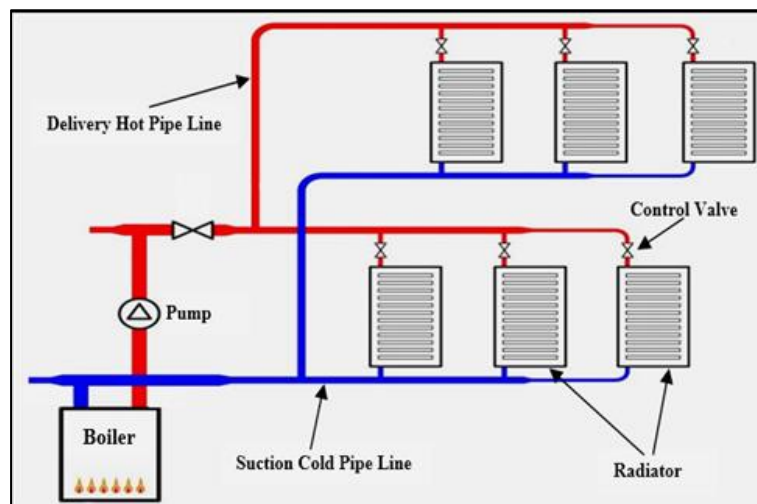 Delivery Hot Pipe Line
Control Valve
Pump
Boiler
Suction Cold Pipe Line
Radiator